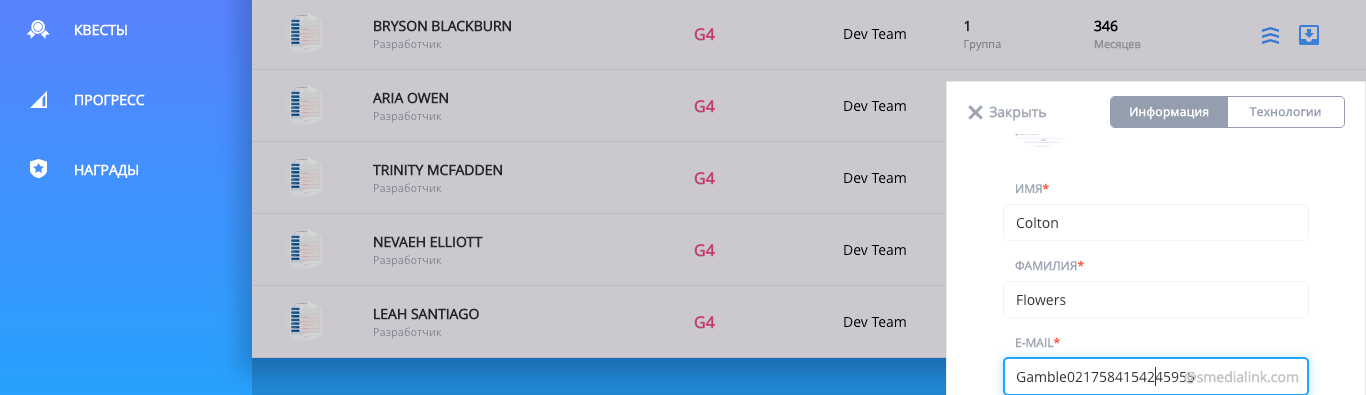 КВЕСТЫ
ПРОГРЕСС
НАГРАДЫ
BRYSON BLACKBURN
Разработчик
G4
Dev Team
1
Группа
346
Месяцев
ARIA OWEN
Разработчик
G4
Dev Team
TRINITY MCFADDEN
Разработчик
G4
Dev Team
NEVAEH ELLIOTT
Разработчик
G4
Dev Team
LEAH SANTIAGO
Разработчик
G4
Dev Team
Закрыть
Информация
Технологии
ИМЯ*
Colton
ФАМИЛИЯ*
Flowers
E-MAIL*
@smedialink.com